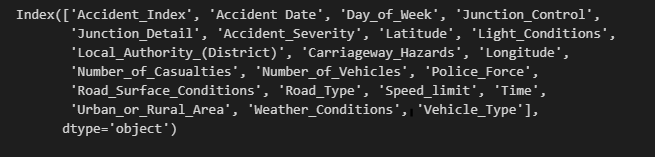 Index(['Accident_Index', 'Accident Date', 'Day_of_Week', 'Junction_Control',
'Junction_Detail', 'Accident_Severity', 'Latitude', 'Light_Conditions',
'Local_Authority_(District)', 'Carriageway_Hazards', 'Longitude',
'Number_of_Casualties', 'Number_of_Vehicles', 'Police_Force',
'Road_Surface_Conditions', 'Road_Type', 'Speed_limit', 'Time',
'Urban_or_Rural_Area', 'Weather_Conditions', 'Vehicle_Type'],
dtype='object')